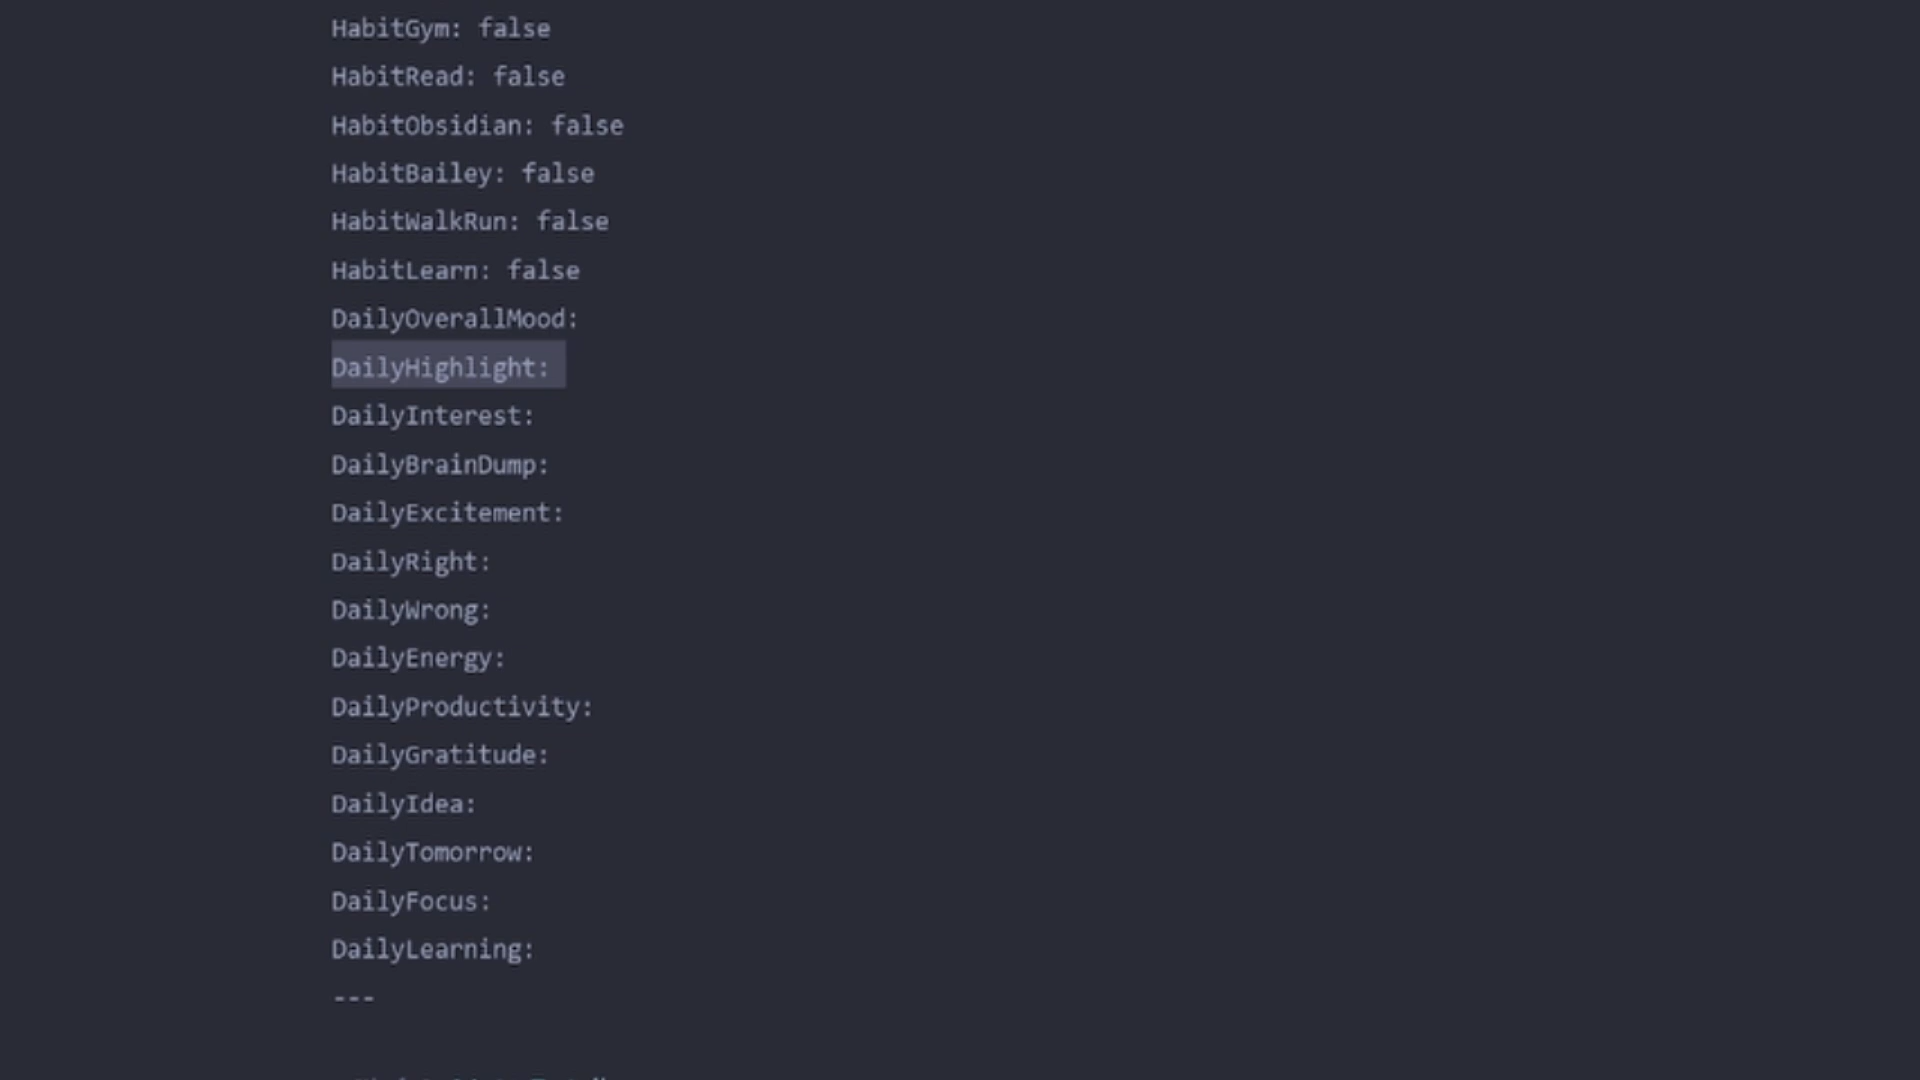 HabitGym: false
HabitRead: false
HabitObsidian: false
HabitBailey: false
HabitWalkRun: false
HabitLearn: false
DailyOverallMood:
DailyHighlight:
DailyInterest:
DailyBrainDump:
DailyExcitement:
DailyRight:
DailyWrong:
DailyEnergy:
DailyProductivity:
DailyGratitude:
DailyIdea:
DailyTomorrow:
DailyFocus:
DailyLearning:
---